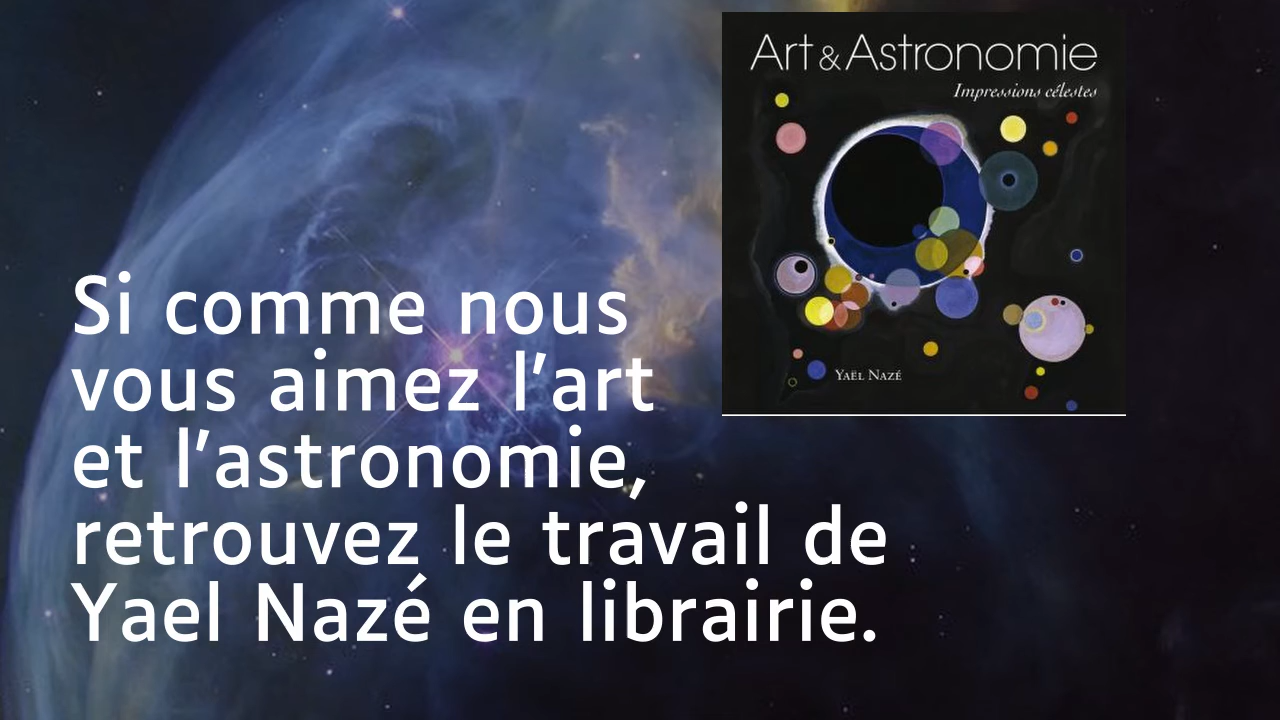 Art & Astronomie
Impressions célestes
Yaël Nazé
Si comme nous
vous aimez l'art
et l'astronomie,
retrouvez le travail de
Yael Nazé en librairie.